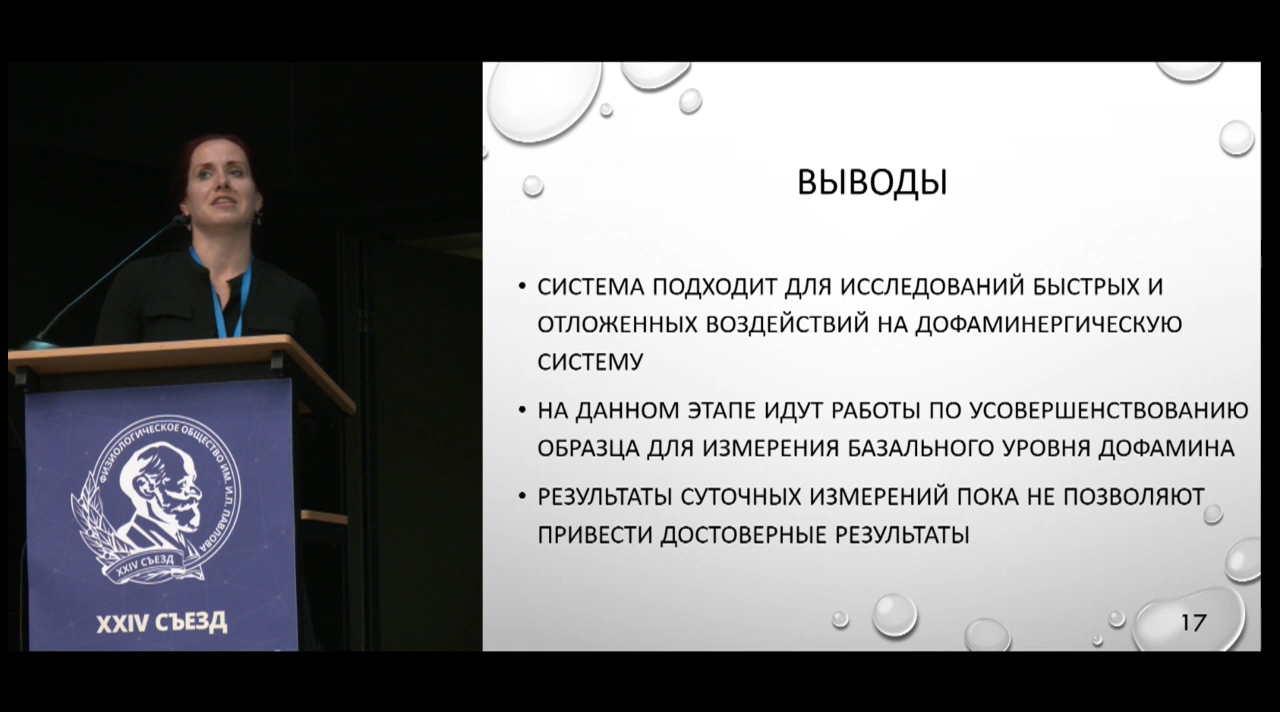 ВЫВОДЫ
• СИСТЕМА ПОДХОДИТ ДЛЯ ИССЛЕДОВАНИЙ БЫСТРЫХ И
ОТЛОЖЕННЫХ ВОЗДЕЙСТВИЙ НА ДОФАМИНЕРГИЧЕСКУЮ
СИСТЕМУ
• НА ДАННОМ ЭТАПЕ ИДУТ РАБОТЫ ПО УСОВЕРШЕНСТВОВАНИЮ
ОБРАЗЦА ДЛЯ ИЗМЕРЕНИЯ БАЗАЛЬНОГО УРОВНЯ ДОФАМИНА
• РЕЗУЛЬТАТЫ СУТОЧНЫХ ИЗМЕРЕНИЙ ПОКА НЕ ПОЗВОЛЯЮТ
ПРИВЕСТИ ДОСТОВЕРНЫЕ РЕЗУЛЬТАТЫ
17
ФИЗИОЛОГИЧЕСКОЕ ОБЩЕСТВО ИМ. И.П. ПАВЛОВА
XXIV СЪЕЗД
XXIV СЪЕЗД